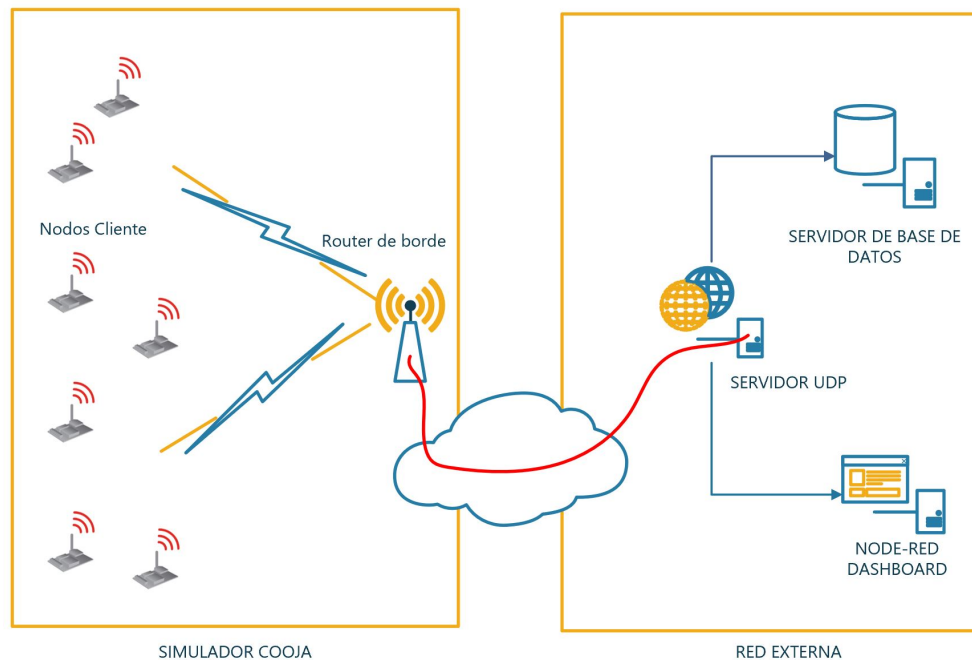 Nodos Cliente
Router de borde
SIMULADOR COOJA
SERVIDOR DE BASE DE
DATOS
SERVIDOR UDP
NODE-RED
DASHBOARD
RED EXTERNA